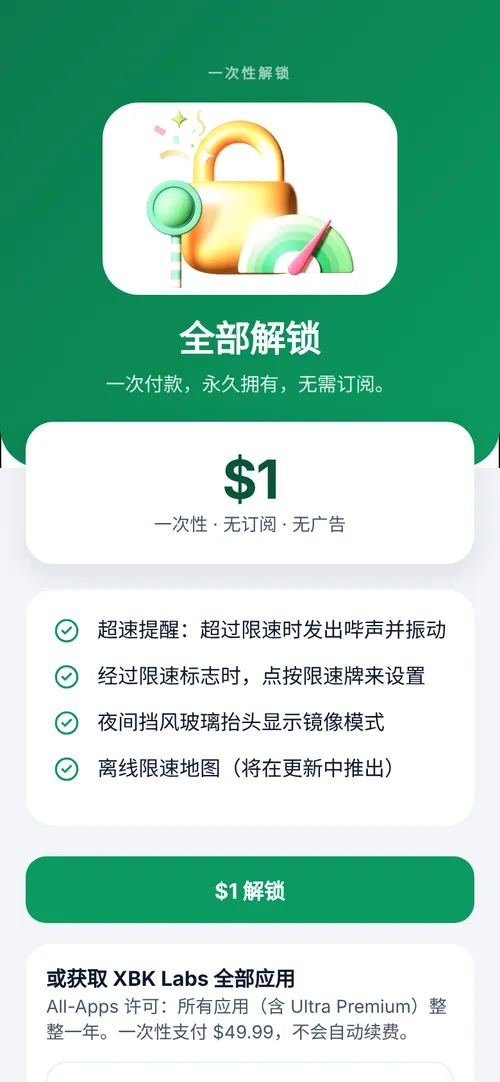 一次性解锁
全部解锁
一次付款，永久拥有，无需订阅。
$1
一次性 · 无订阅 · 无广告
超速提醒：超过限速时发出哔声并振动
经过限速标志时，点按限速牌来设置
夜间挡风玻璃抬头显示镜像模式
离线限速地图（将在更新中推出）
$1 解锁
或获取 XBK Labs 全部应用
All-Apps 许可：所有应用（含 Ultra Premium）整
整一年。一次性支付 $49.99，不会自动续费。